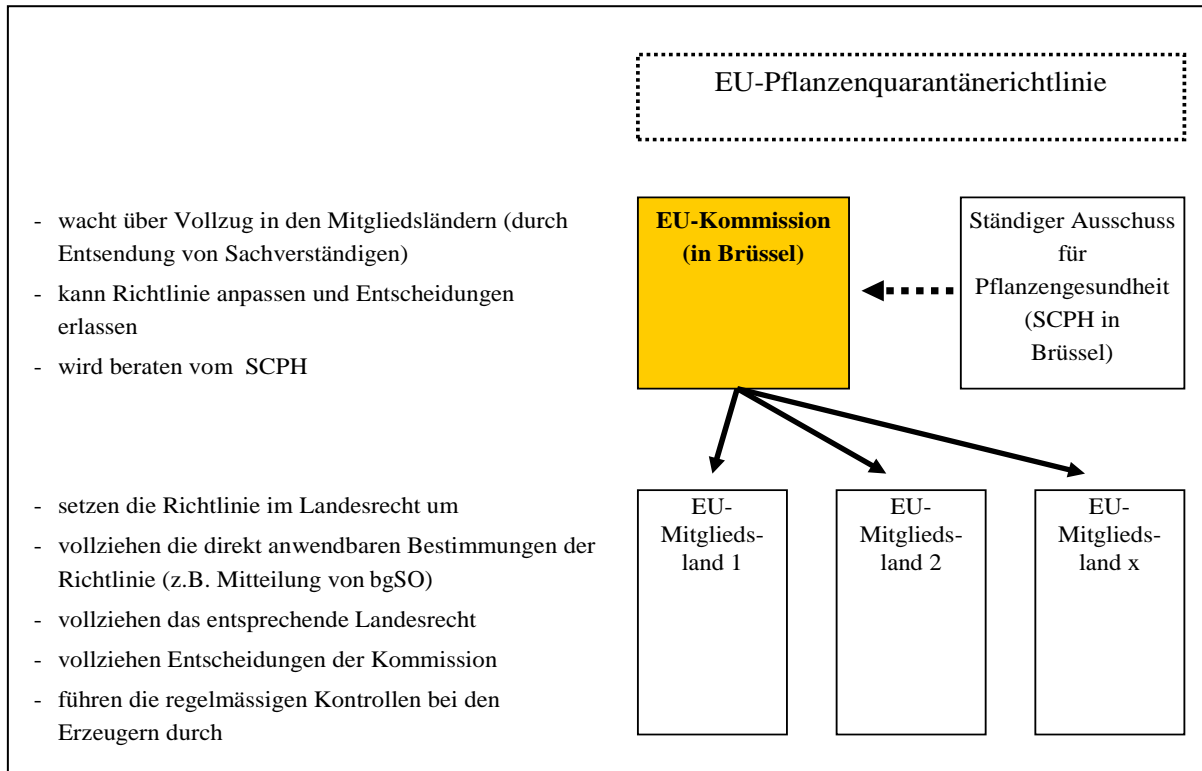 EU-Pflanzenquarantänerichtlinie
- wacht über Vollzug in den Mitgliedsländern (durch
Entsendung von Sachverständigen)
- kann Richtlinie anpassen und Entscheidungen
erlassen
- wird beraten vom SCPH
EU-Kommission
(in Brüssel)
Ständiger Ausschuss
für
Pflanzengesundheit
(SCPH in
Brüssel)
- setzen die Richtlinie im Landesrecht um
- vollziehen die direkt anwendbaren Bestimmungen der
Richtlinie (z.B. Mitteilung von bgSO)
- vollziehen das entsprechende Landesrecht
- vollziehen Entscheidungen der Kommission
- führen die regelmässigen Kontrollen bei den
Erzeugern durch
EU-
Mitglieds-
land 1
EU-
Mitglieds-
land 2
EU-
Mitglieds-
land x